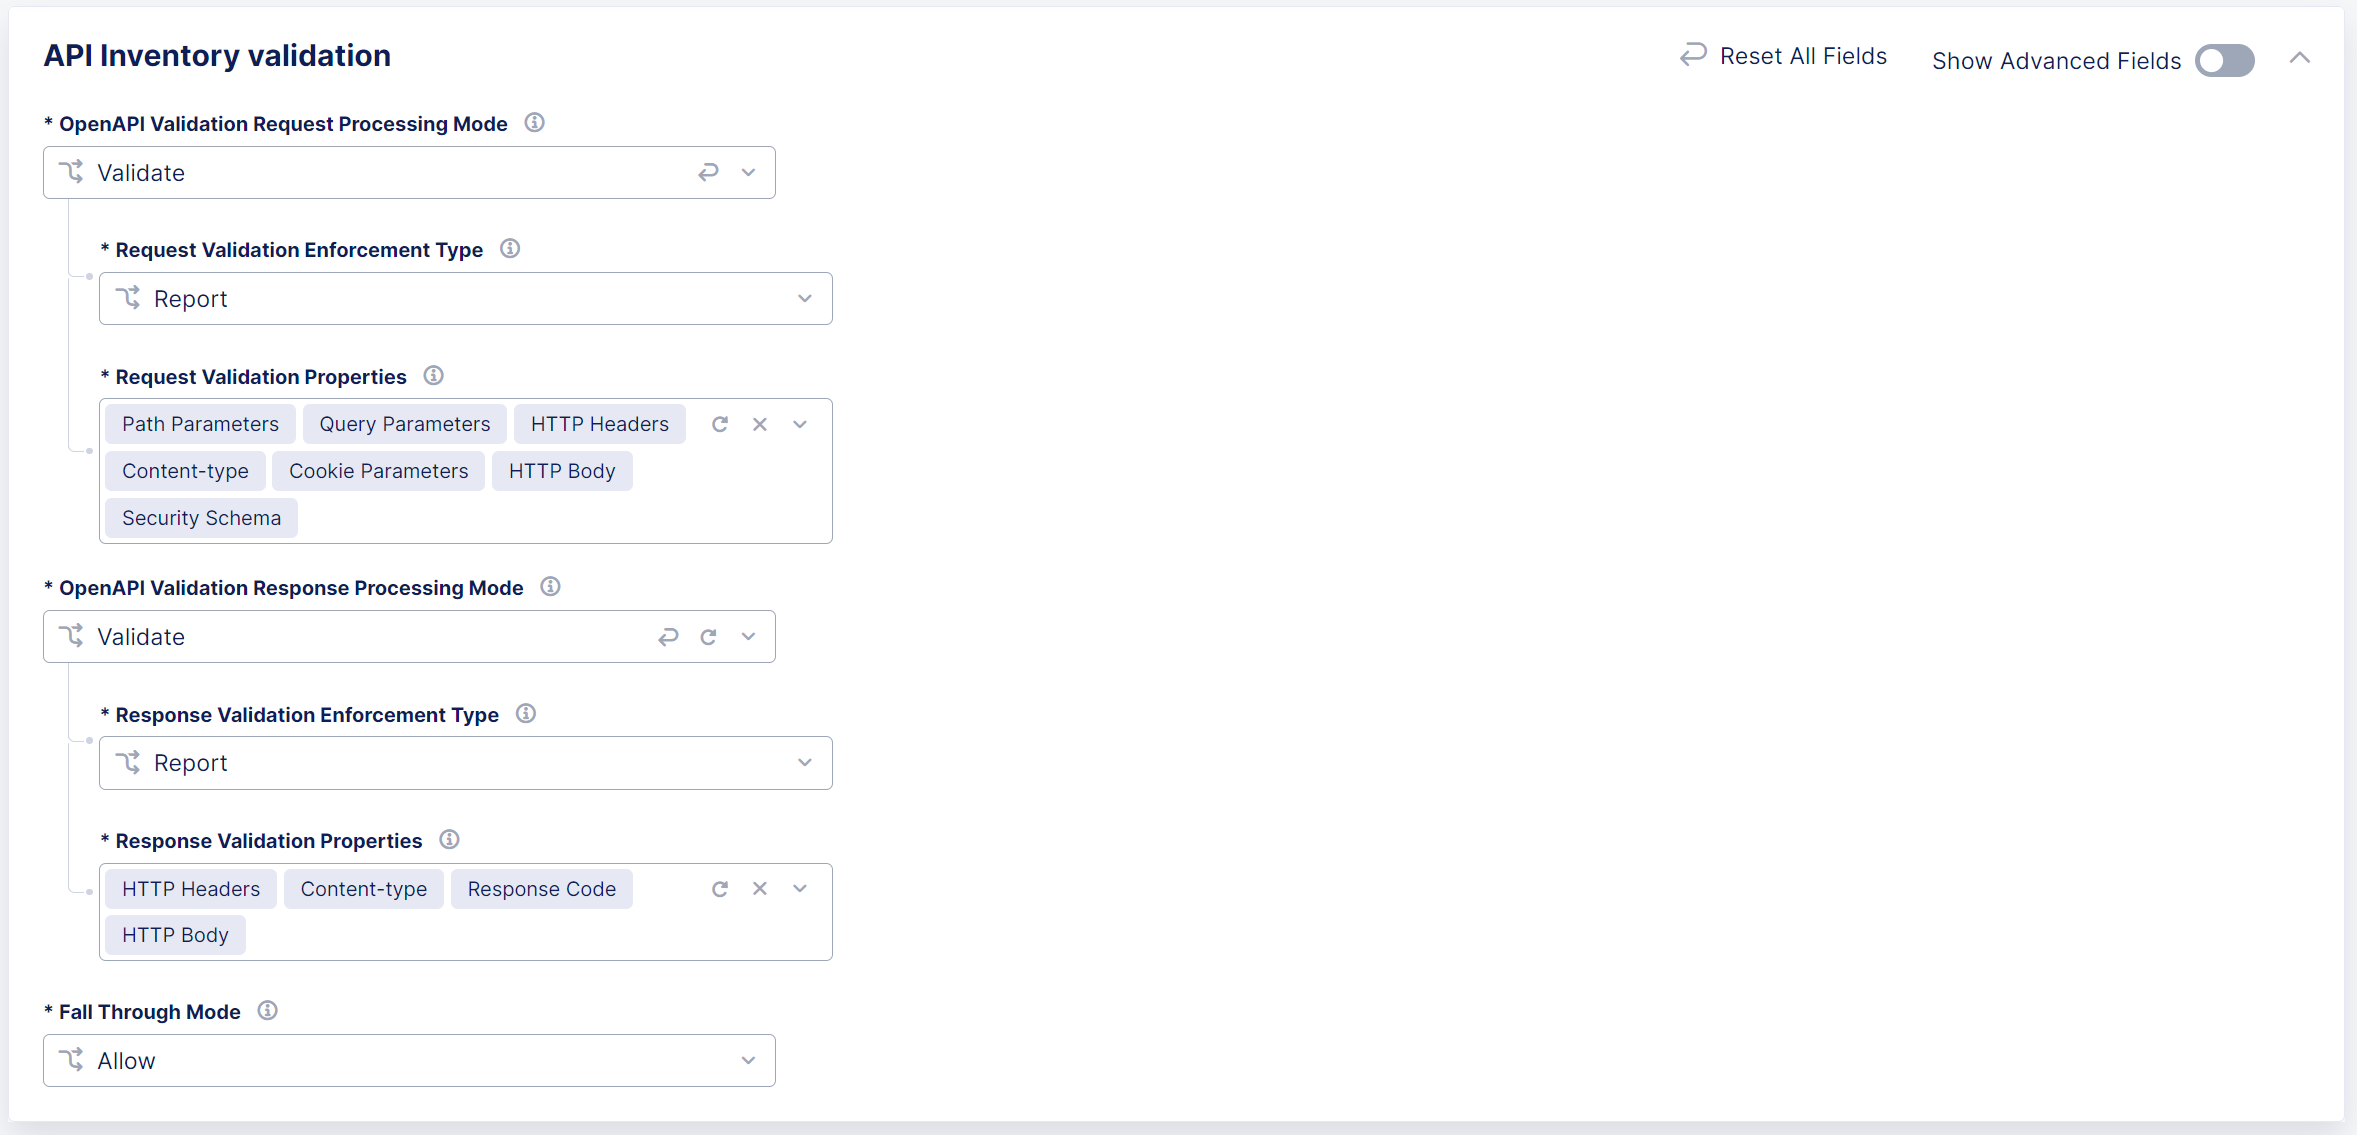 API Inventory validation
Reset All Fields
Show Advanced Fields
* OpenAPI Validation Request Processing Mode
Validate
* Request Validation Enforcement Type
Report
* Request Validation Properties
Path Parameters Query Parameters HTTP Headers
Content-type Cookie Parameters HTTP Body
Security Schema
* OpenAPI Validation Response Processing Mode
Validate
* Response Validation Enforcement Type
Report
* Response Validation Properties
HTTP Headers Content-type Response Code
HTTP Body
* Fall Through Mode
Allow